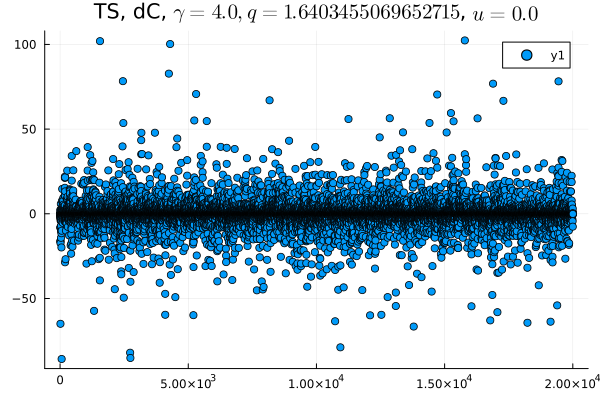 TS, dC, γ = 4.0, q = 1.6403455069652715, u = 0.0
y1
100
50
0
−50
0 5.00×10³ 1.00×10⁴ 1.50×10⁴ 2.00×10⁴